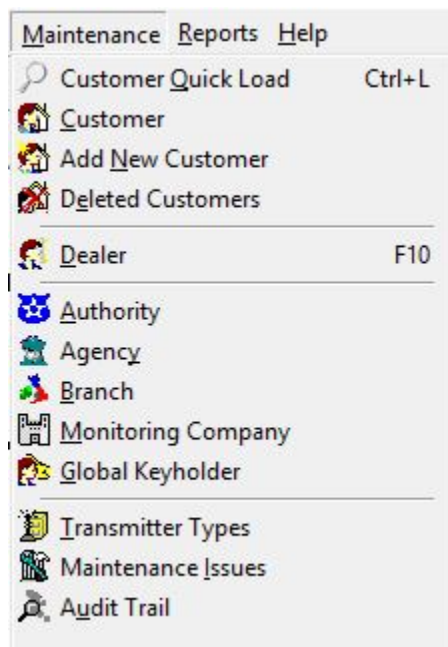 Maintenance Reports Help
Customer Quick Load Ctrl+L
Customer
Add New Customer
Deleted Customers
Dealer F10
Authority
Agency
Branch
Monitoring Company
Global Keyholder
Transmitter Types
Maintenance Issues
Audit Trail